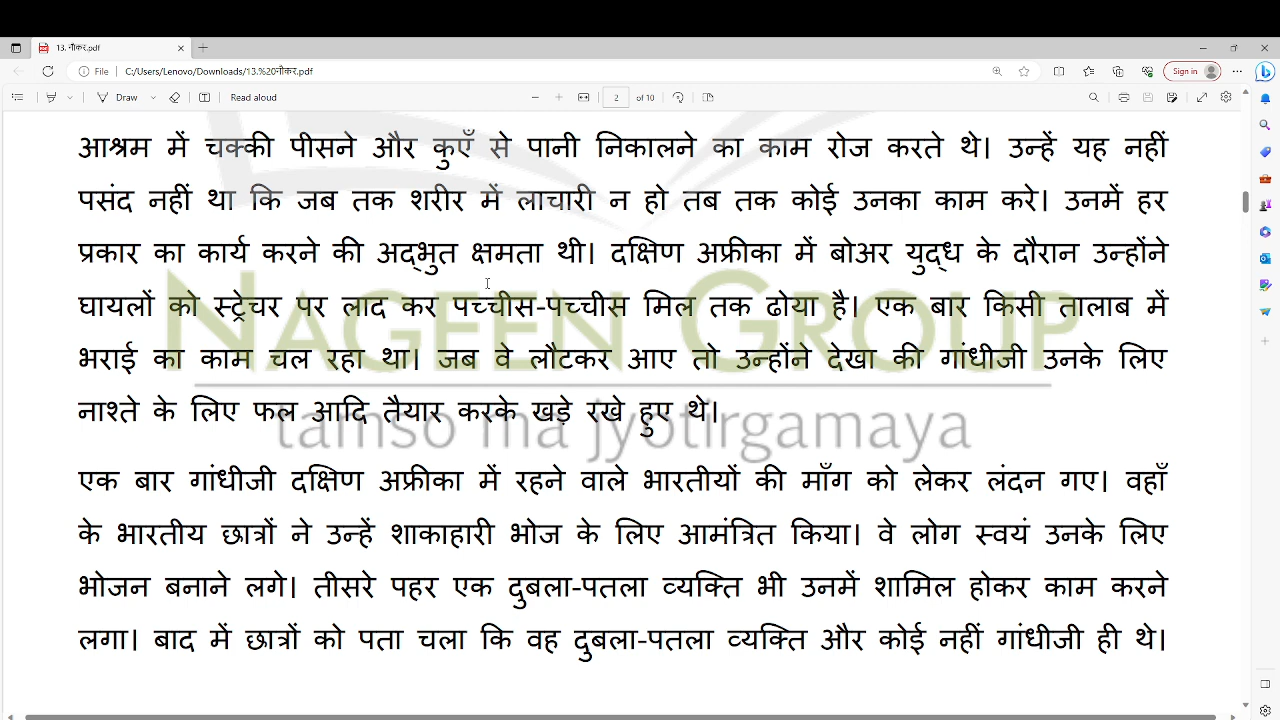 13. नौकर.pdf
File C:/Users/Lenovo/Downloads/13.%20नौकर.pdf Sign in
Draw Read aloud 2 of 10
आश्रम में चक्की पीसने और कुएँ से पानी निकालने का काम रोज करते थे। उन्हें यह नहीं
पसंद नहीं था कि जब तक शरीर में लाचारी न हो तब तक कोई उनका काम करे। उनमें हर
प्रकार का कार्य करने की अद्भुत क्षमता थी। दक्षिण अफ्रीका में बोअर युद्ध के दौरान उन्होंने
घायलों को स्ट्रेचर पर लाद कर पच्चीस-पच्चीस मिल तक ढोया है। एक बार किसी तालाब में
भराई का काम चल रहा था। जब वे लौटकर आए तो उन्होंने देखा की गांधीजी उनके लिए
नाश्ते के लिए फल आदि तैयार करके खड़े रखे हुए थे।
एक बार गांधीजी दक्षिण अफ्रीका में रहने वाले भारतीयों की माँग को लेकर लंदन गए। वहाँ
के भारतीय छात्रों ने उन्हें शाकाहारी भोज के लिए आमंत्रित किया। वे लोग स्वयं उनके लिए
भोजन बनाने लगे। तीसरे पहर एक दुबला-पतला व्यक्ति भी उनमें शामिल होकर काम करने
लगा। बाद में छात्रों को पता चला कि वह दुबला-पतला व्यक्ति और कोई नहीं गांधीजी ही थे।
NAGEEN GROUP
tamso ma jyotirgamaya